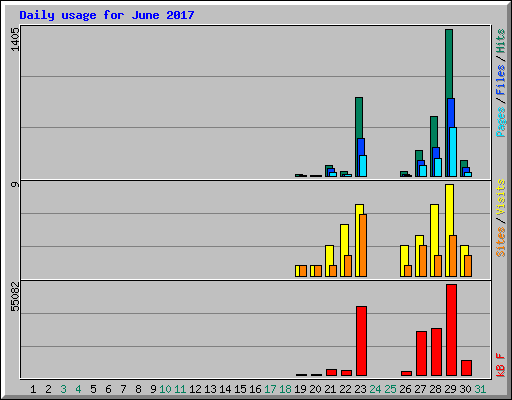 Daily usage for June 2017
1405
Pages/Files/Hits
9
Sites/Visits
55082
kB F
1 2 3 4 5 6 7 8 9 10 11 12 13 14 15 16 17 18 19 20 21 22 23 24 25 26 27 28 29 30 31